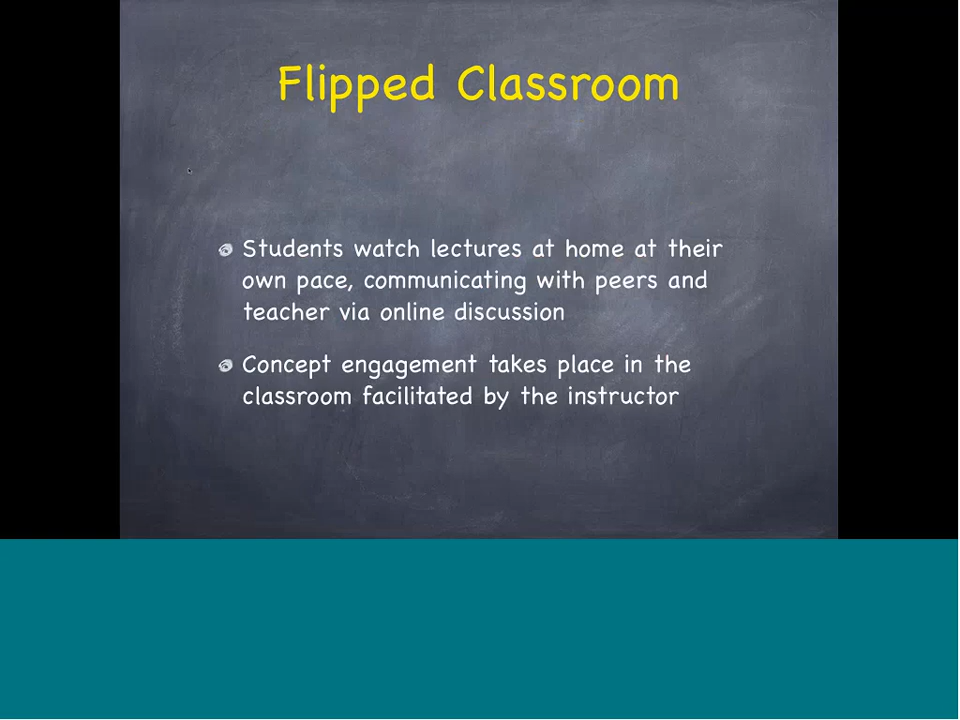 Flipped Classroom
Students watch lectures at home at their
own pace, communicating with peers and
teacher via online discussion
Concept engagement takes place in the
classroom facilitated by the instructor